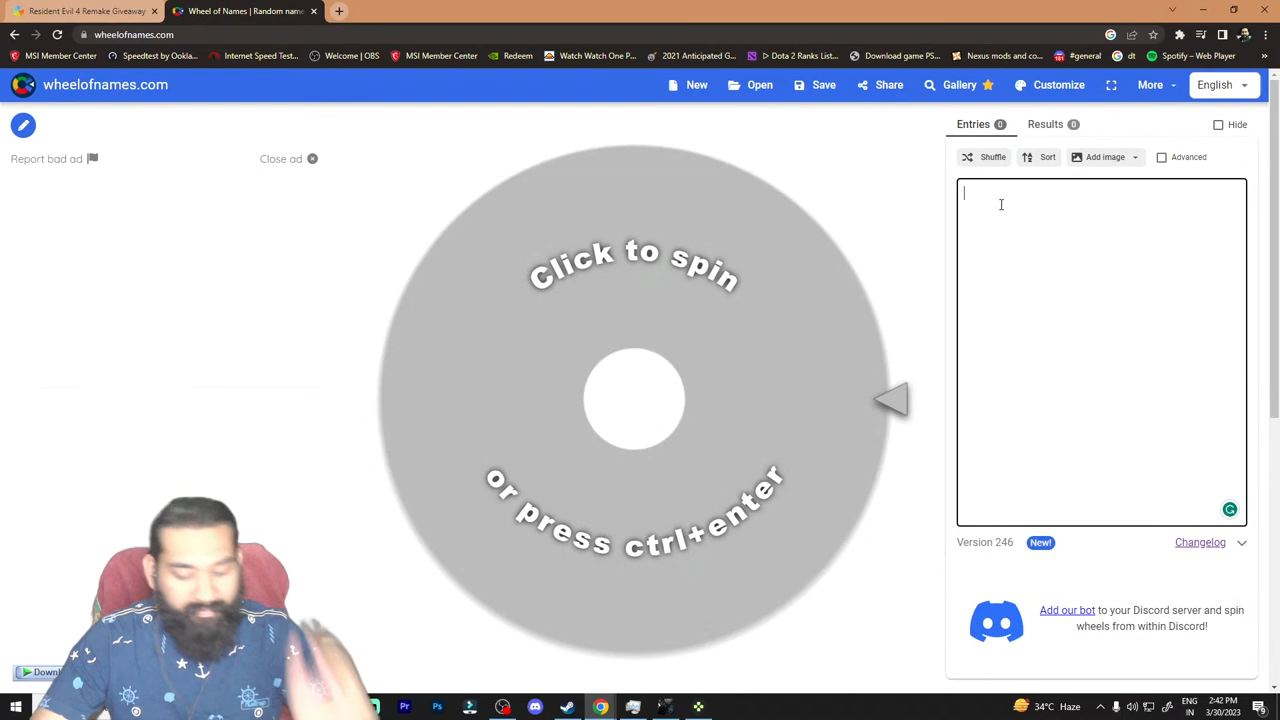 Resident Evil 4 Remake Giveaway
Wheel of Names | Random name
wheelofnames.com
MSI Member Center
Speedtest by Ookla...
Internet Speed Test...
Welcome | OBS
MSI Member Center
Redeem
Watch Watch One P...
2021 Anticipated G...
Dota 2 Ranks List...
Download game PS...
Nexus mods and co...
#general
dt
Spotify – Web Player
wheelofnames.com
New
Open
Save
Share
Gallery
Customize
More
English
Entries 0
Results 0
Hide
Report bad ad
Close ad
Shuffle
Sort
Add image
Advanced
Click to spin
or press ctrl+enter
Version 246
New!
Changelog
Add our bot to your Discord server and spin
wheels from within Discord!
34°C Haze
ENG
IN
2:42 PM
3/30/2023